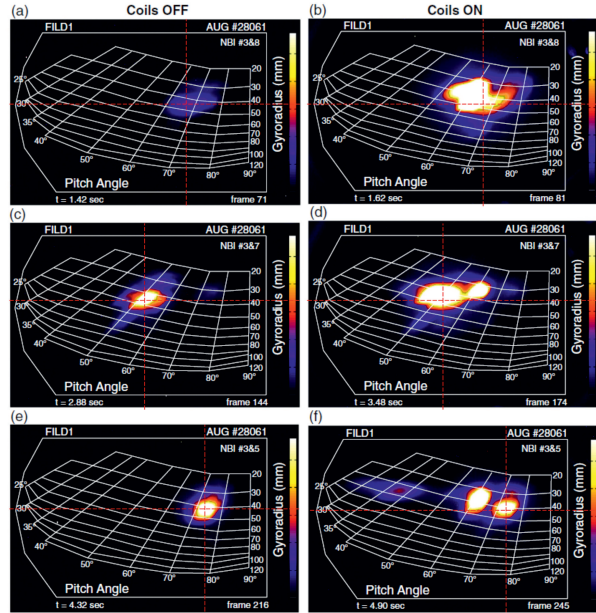 Coils OFF
Coils ON
(a)
FILD1
AUG #28061
NBI #3&8
25°
30°
35°
40°
50°
60°
70°
80°
20
30
40
50
60
70
80
100
120
Gyroradius (mm)
Pitch Angle
t = 1.42 sec
frame 71
(b)
FILD1
AUG #28061
NBI #3&8
25°
30°
35°
40°
50°
60°
70°
80°
20
30
40
50
60
70
80
100
120
Gyroradius (mm)
Pitch Angle
t = 1.62 sec
frame 81
(c)
FILD1
AUG #28061
NBI #3&7
25°
30°
35°
40°
50°
60°
70°
80°
90°
20
30
40
50
60
70
80
100
120
Gyroradius (mm)
Pitch Angle
t = 2.88 sec
frame 144
(d)
FILD1
AUG #28061
NBI #3&7
25°
30°
35°
40°
50°
60°
70°
80°
90°
20
30
40
50
60
70
80
100
120
Gyroradius (mm)
Pitch Angle
t = 3.48 sec
frame 174
(e)
FILD1
AUG #28061
NBI #3&5
25°
30°
35°
40°
60°
70°
80°
90°
20
30
40
50
60
70
80
100
120
Gyroradius (mm)
Pitch Angle
t = 4.32 sec
frame 216
(f)
FILD1
AUG #28061
NBI #3&5
25°
30°
35°
40°
60°
70°
80°
90°
20
30
40
50
60
70
80
100
120
Gyroradius (mm)
Pitch Angle
t = 4.90 sec
frame 245